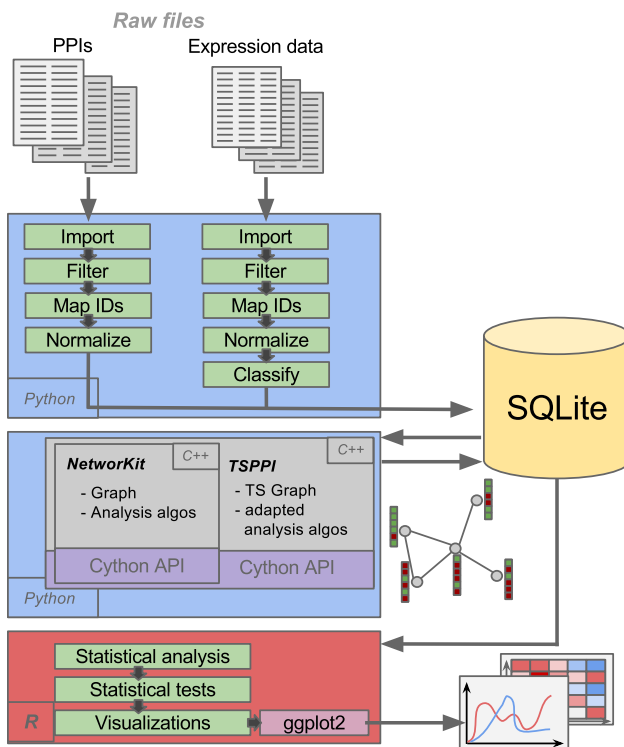 Raw files
PPIs
Expression data
Import
Filter
Map IDs
Normalize
Import
Filter
Map IDs
Normalize
Classify
Python
SQLite
NetworKit
C++
- Graph
- Analysis algos
TSPPI
C++
- TS Graph
- adapted
analysis algos
Cython API
Cython API
Python
Statistical analysis
Statistical tests
Visualizations
ggplot2
R